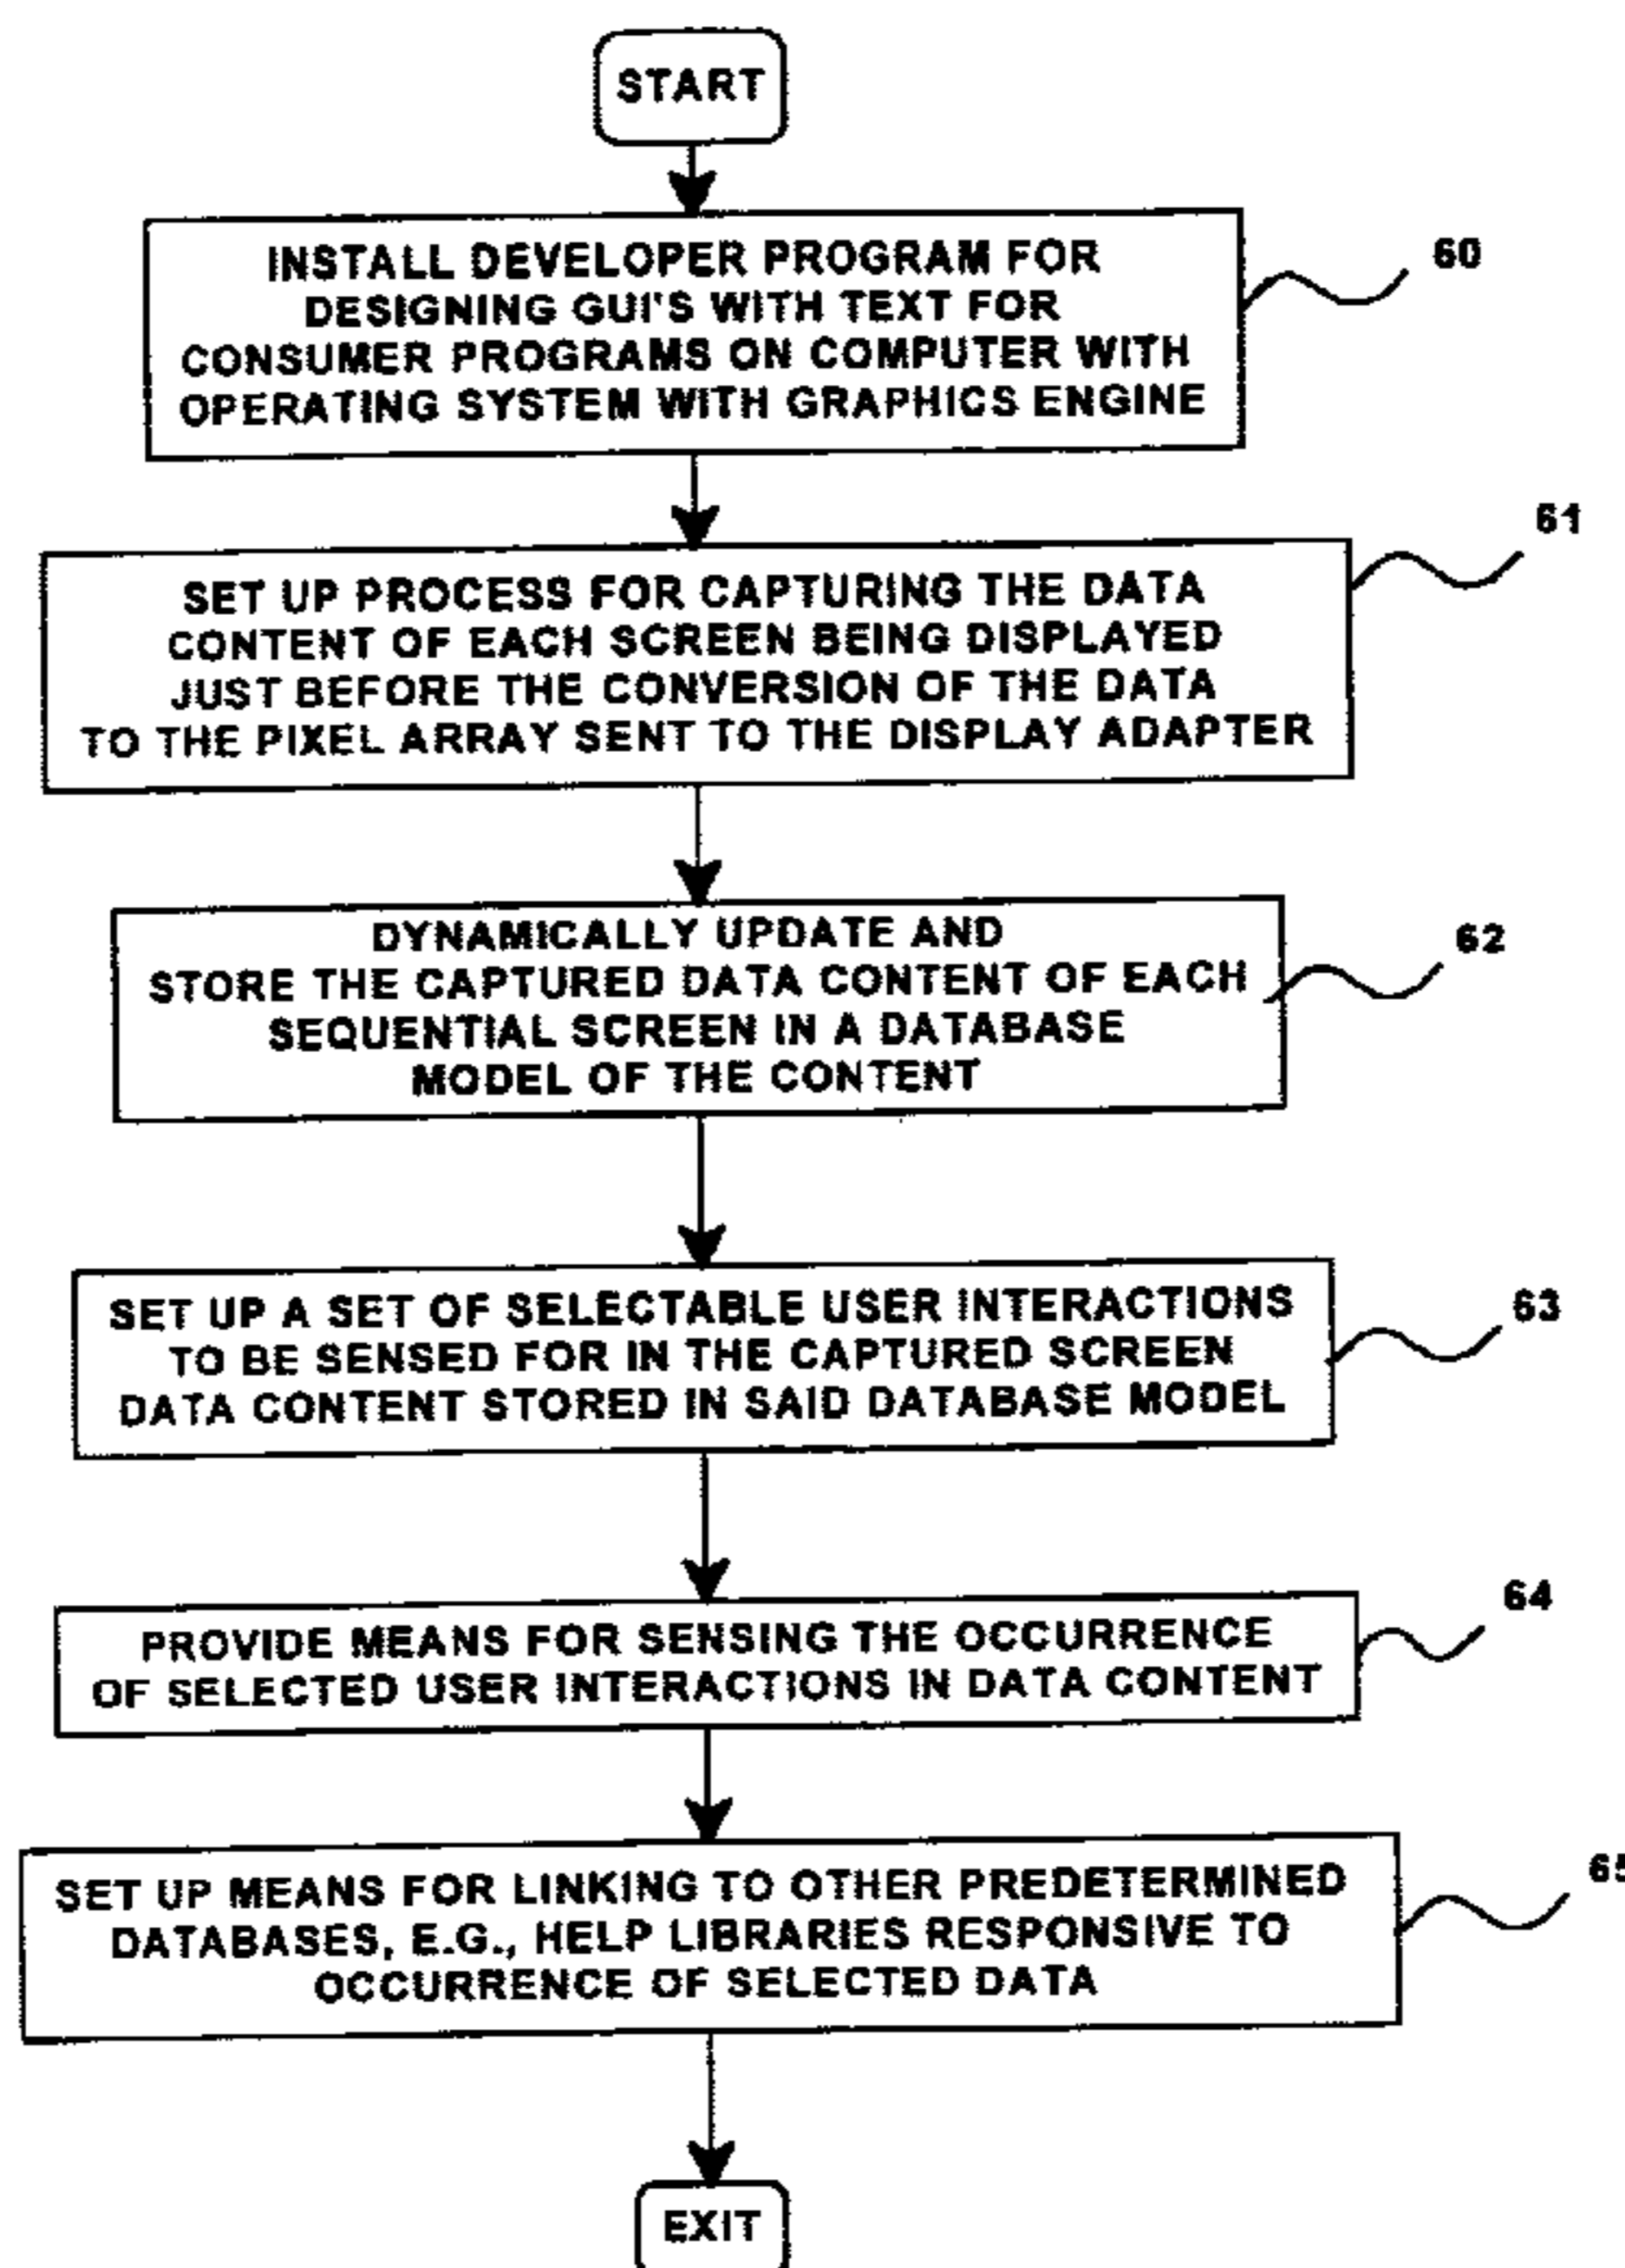 START
INSTALL DEVELOPER PROGRAM FOR
DESIGNING GUI'S WITH TEXT FOR
CONSUMER PROGRAMS ON COMPUTER WITH
OPERATING SYSTEM WITH GRAPHICS ENGINE
60
SET UP PROCESS FOR CAPTURING THE DATA
CONTENT OF EACH SCREEN BEING DISPLAYED
JUST BEFORE THE CONVERSION OF THE DATA
TO THE PIXEL ARRAY SENT TO THE DISPLAY ADAPTER
61
DYNAMICALLY UPDATE AND
STORE THE CAPTURED DATA CONTENT OF EACH
SEQUENTIAL SCREEN IN A DATABASE
MODEL OF THE CONTENT
62
SET UP A SET OF SELECTABLE USER INTERACTIONS
TO BE SENSED FOR IN THE CAPTURED SCREEN
DATA CONTENT STORED IN SAID DATABASE MODEL
63
PROVIDE MEANS FOR SENSING THE OCCURRENCE
OF SELECTED USER INTERACTIONS IN DATA CONTENT
64
SET UP MEANS FOR LINKING TO OTHER PREDETERMINED
DATABASES, E.G., HELP LIBRARIES RESPONSIVE TO
OCCURRENCE OF SELECTED DATA
65
EXIT